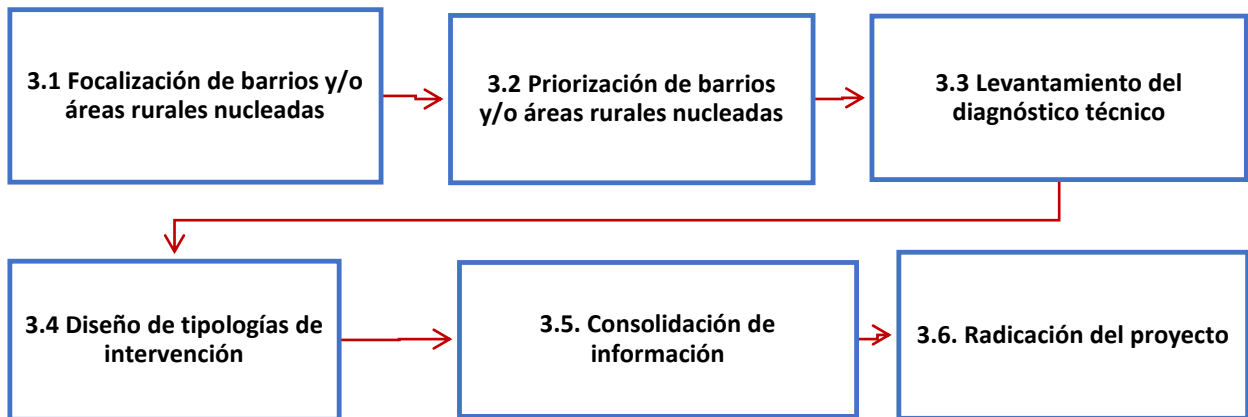 3.1 Focalización de barrios y/o
áreas rurales nucleadas
3.2 Priorización de barrios
y/o áreas rurales nucleadas
3.3 Levantamiento del
diagnóstico técnico
3.4 Diseño de tipologías de
intervención
3.5. Consolidación de
información
3.6. Radicación del proyecto